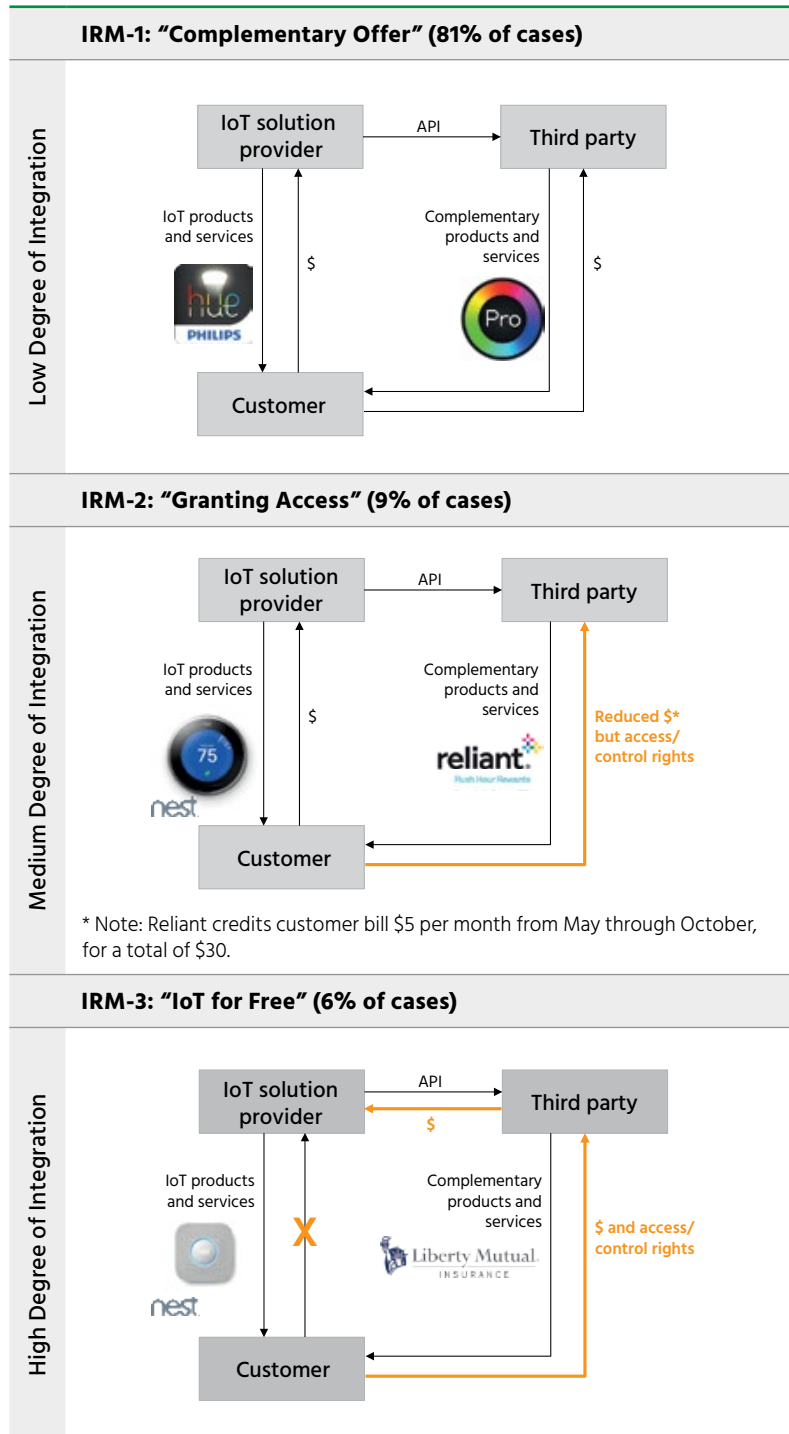 IRM-1: “Complementary Offer” (81% of cases)
Low Degree of Integration
IoT solution
provider
API
Third party
IoT products
and services
$
Complementary
products and
services
$
hue
PHILIPS
Pro
Customer
IRM-2: “Granting Access” (9% of cases)
Medium Degree of Integration
IoT solution
provider
API
Third party
IoT products
and services
$
Complementary
products and
services
Reduced $*
but access/
control rights
75
nest
reliant
Rush Hour Rewards
Customer
* Note: Reliant credits customer bill $5 per month from May through October,
for a total of $30.
IRM-3: “IoT for Free” (6% of cases)
High Degree of Integration
IoT solution
provider
API
$
Third party
IoT products
and services
X
Complementary
products and
services
$ and access/
control rights
nest
Liberty Mutual.
INSURANCE
Customer